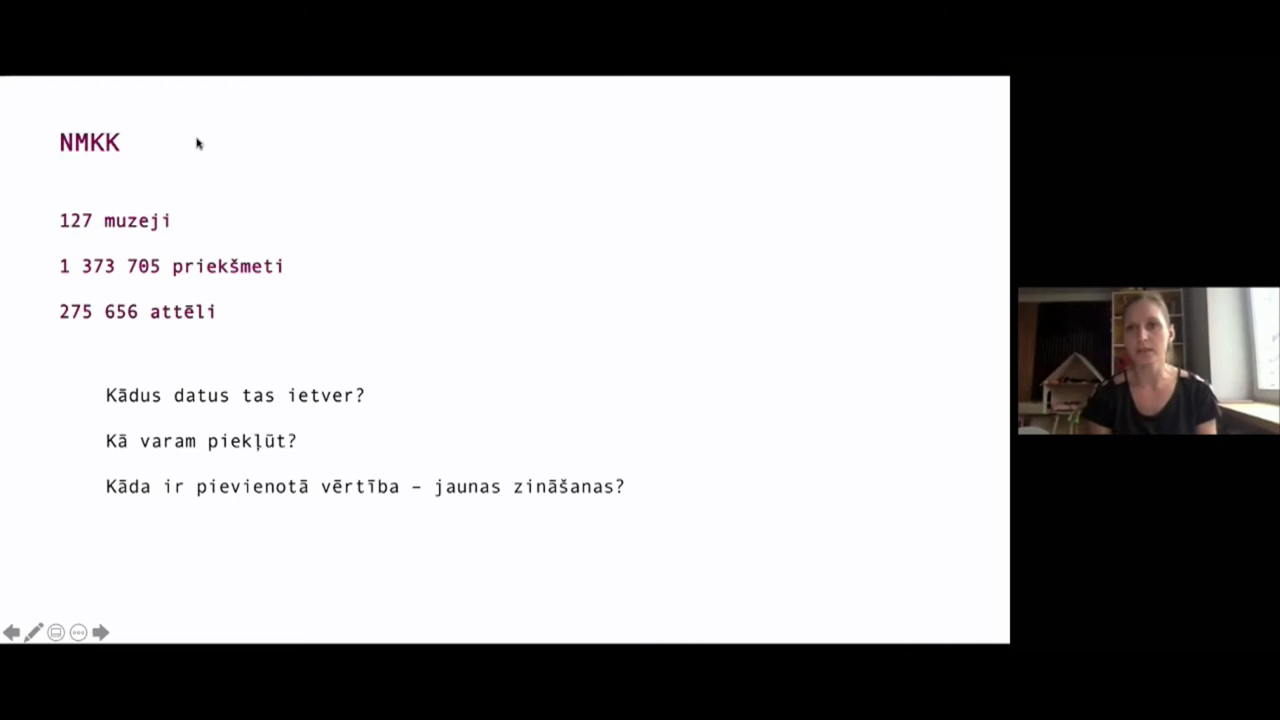 NMKK
127 muzeji
1 373 705 priekšmeti
275 656 attēli
Kādus datus tas ietver?
Kā varam piekļūt?
Kāda ir pievienotā vērtība – jaunas zināšanas?